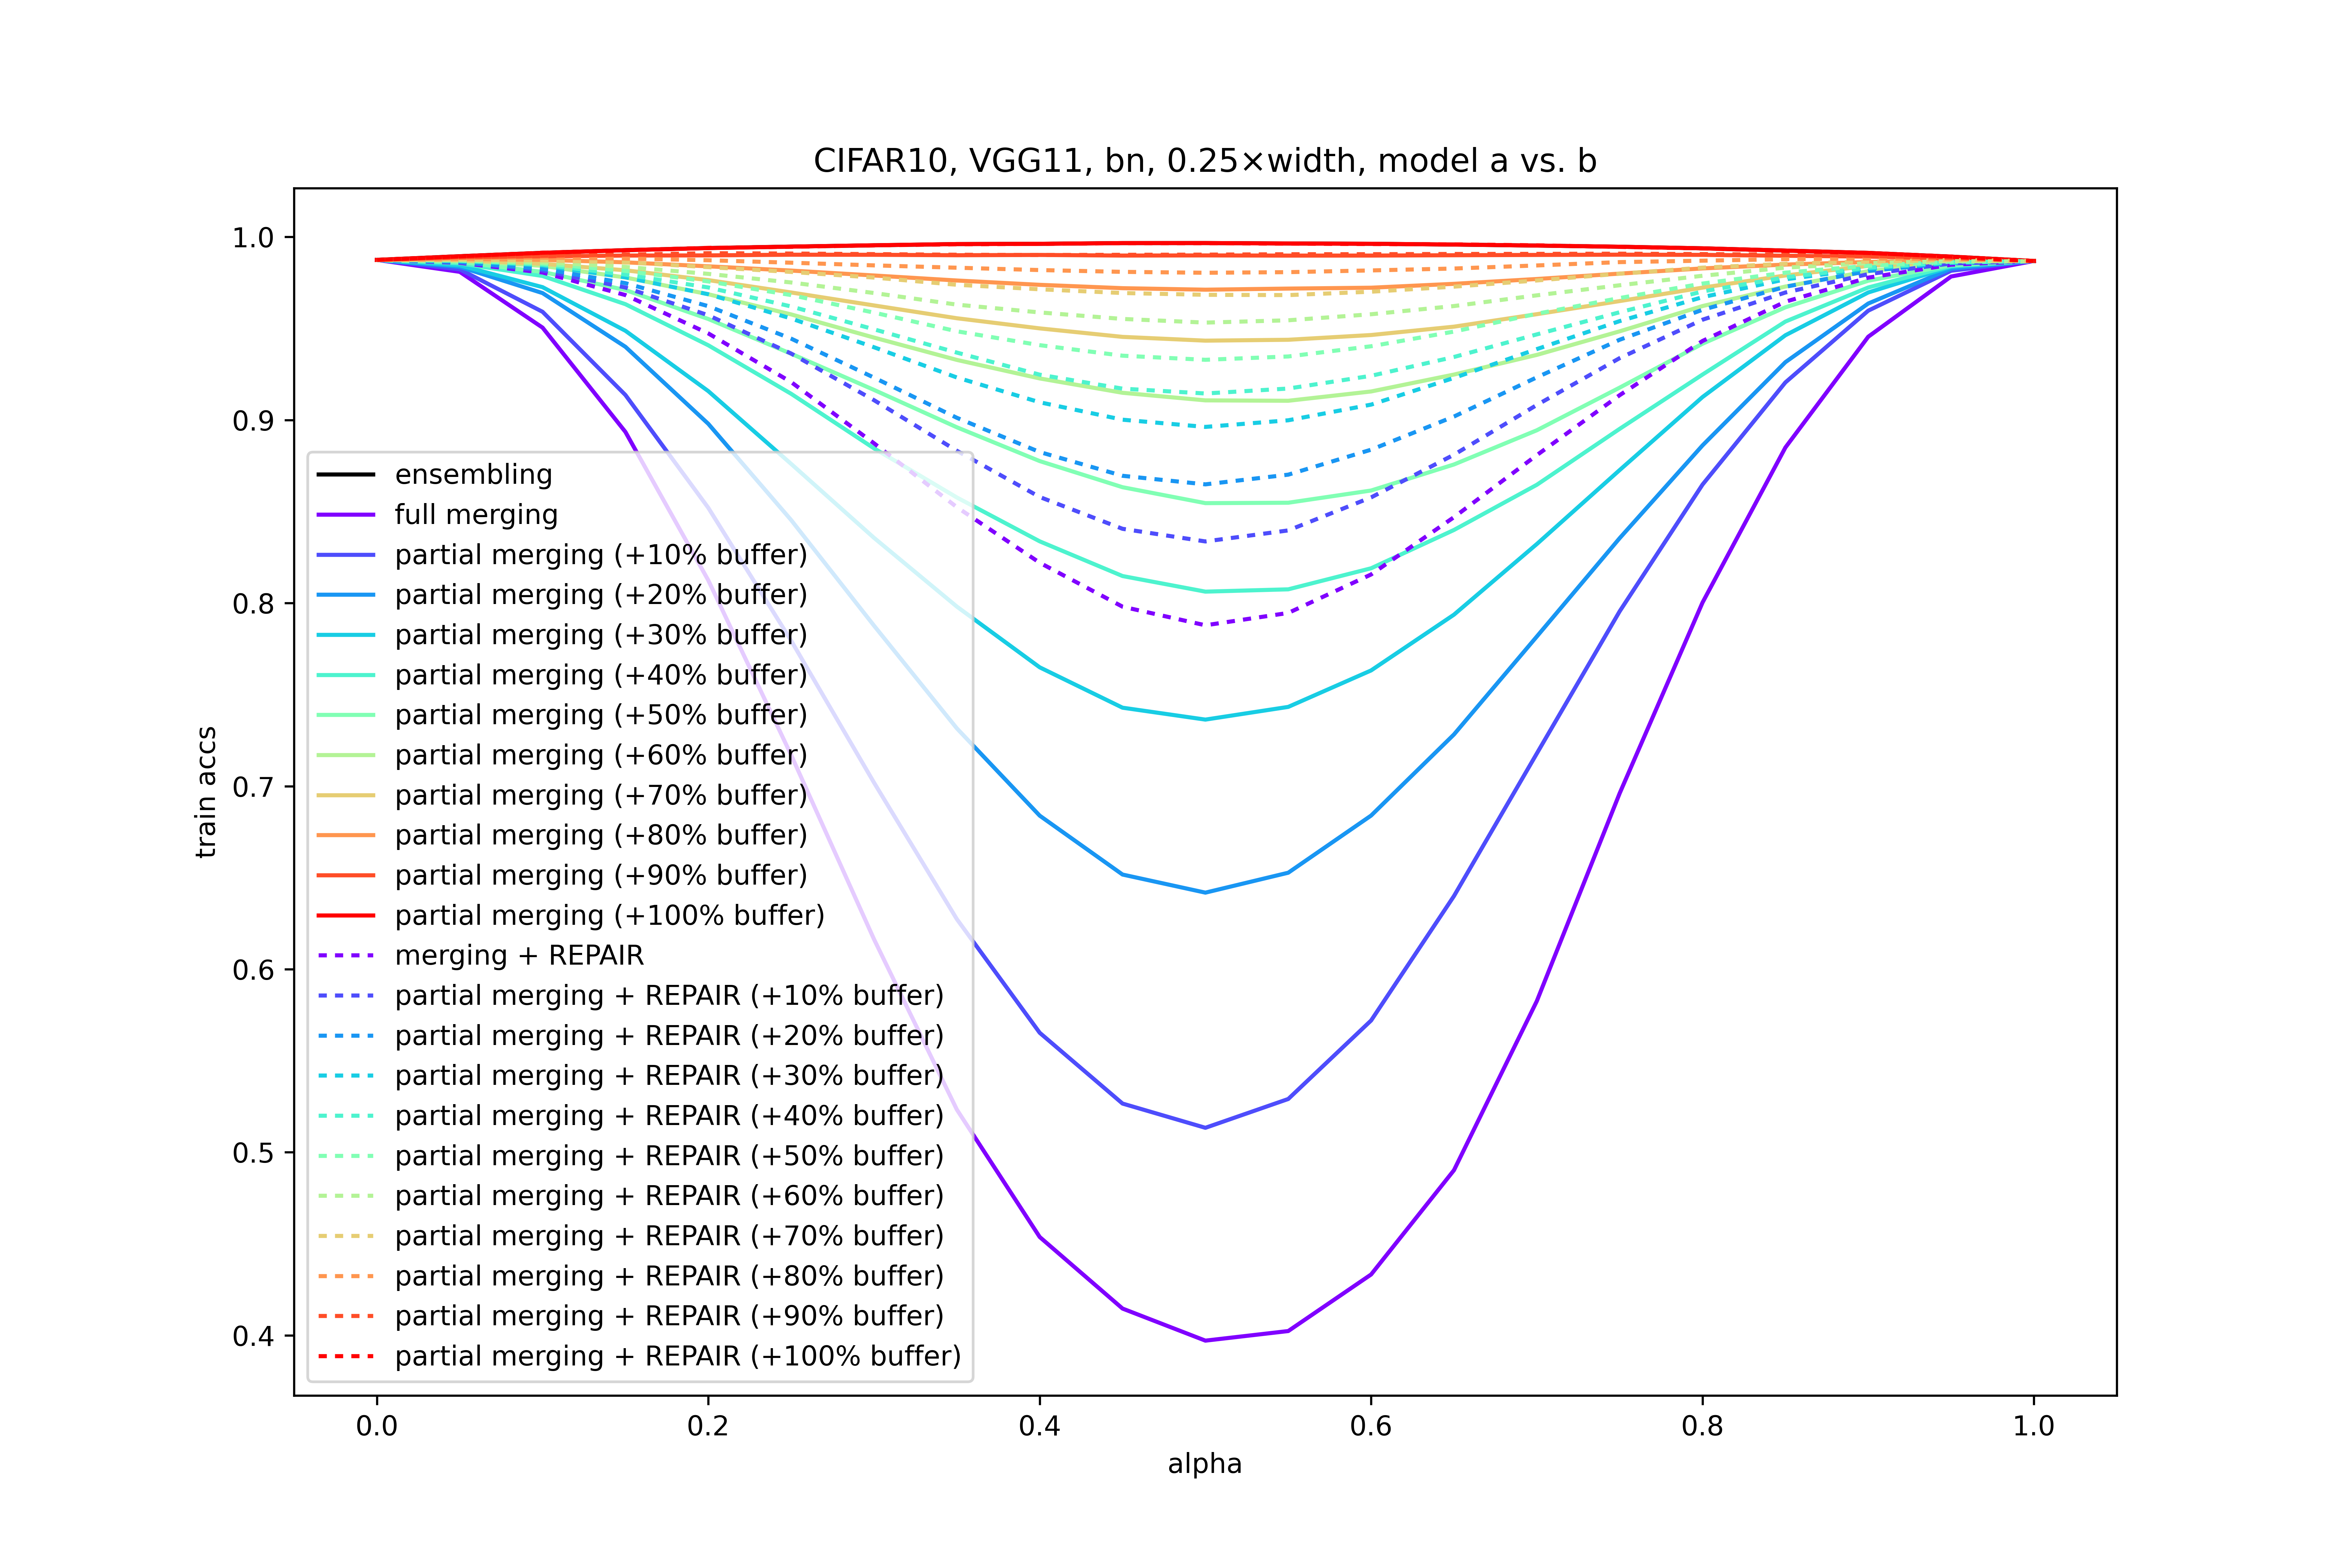 CIFAR10, VGG11, bn, 0.25×width, model a vs. b
train accs
1.0
0.9
0.8
0.7
0.6
0.5
0.4
ensembling
full merging
partial merging (+10% buffer)
partial merging (+20% buffer)
partial merging (+30% buffer)
partial merging (+40% buffer)
partial merging (+50% buffer)
partial merging (+60% buffer)
partial merging (+70% buffer)
partial merging (+80% buffer)
partial merging (+90% buffer)
partial merging (+100% buffer)
merging + REPAIR
partial merging + REPAIR (+10% buffer)
partial merging + REPAIR (+20% buffer)
partial merging + REPAIR (+30% buffer)
partial merging + REPAIR (+40% buffer)
partial merging + REPAIR (+50% buffer)
partial merging + REPAIR (+60% buffer)
partial merging + REPAIR (+70% buffer)
partial merging + REPAIR (+80% buffer)
partial merging + REPAIR (+90% buffer)
partial merging + REPAIR (+100% buffer)
0.0 0.2 0.4 0.6 0.8 1.0
alpha